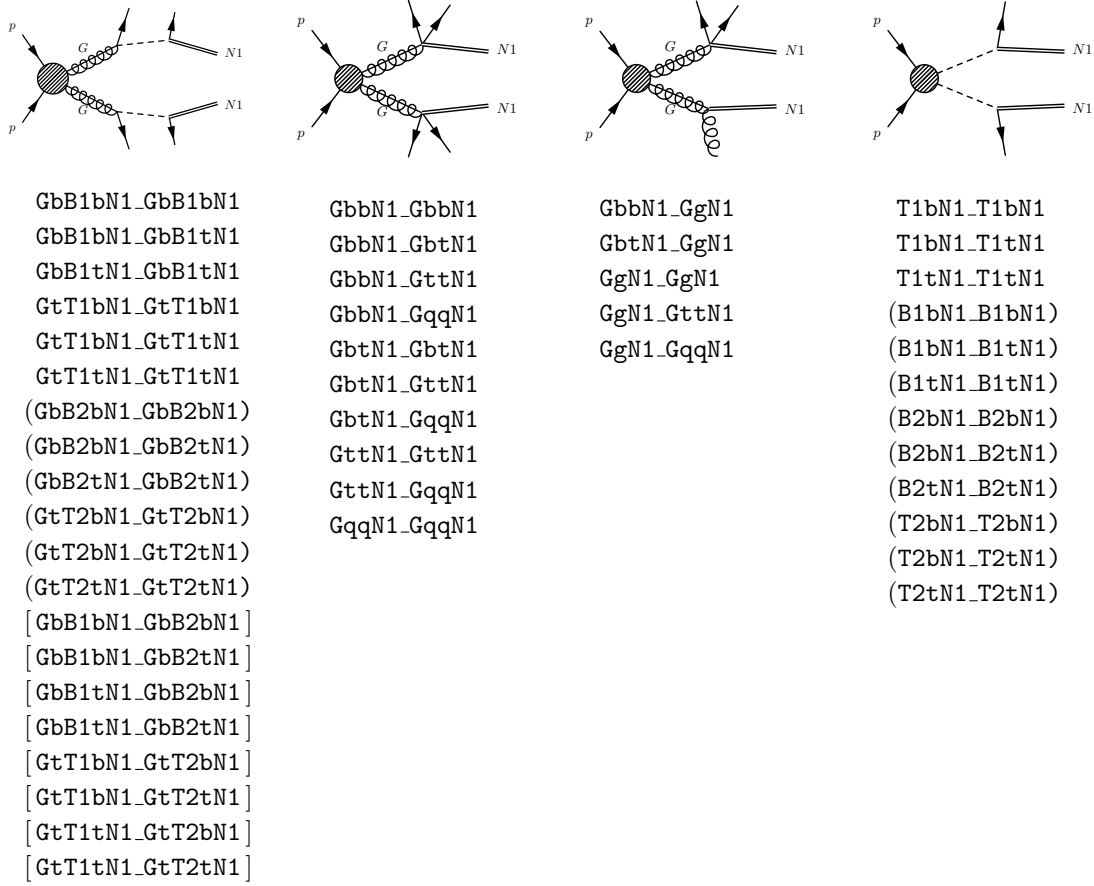 p
G
G
p
N1
N1
p
G
G
p
N1
N1
p
G
G
p
N1
N1
p
p
N1
N1
GbB1bN1_GbB1bN1
GbB1bN1_GbB1tN1
GbB1tN1_GbB1tN1
GtT1bN1_GtT1bN1
GtT1bN1_GtT1tN1
GtT1tN1_GtT1tN1
(GbB2bN1_GbB2bN1)
(GbB2bN1_GbB2tN1)
(GbB2tN1_GbB2tN1)
(GtT2bN1_GtT2bN1)
(GtT2bN1_GtT2tN1)
(GtT2tN1_GtT2tN1)
[GbB1bN1_GbB2bN1]
[GbB1bN1_GbB2tN1]
[GbB1tN1_GbB2bN1]
[GbB1tN1_GbB2tN1]
[GtT1bN1_GtT2bN1]
[GtT1bN1_GtT2tN1]
[GtT1tN1_GtT2bN1]
[GtT1tN1_GtT2tN1]
GbbN1_GbbN1
GbbN1_GbtN1
GbbN1_GttN1
GbbN1_GqqN1
GbtN1_GbtN1
GbtN1_GttN1
GbtN1_GqqN1
GttN1_GttN1
GttN1_GqqN1
GqqN1_GqqN1
GbbN1_GgN1
GbtN1_GgN1
GgN1_GgN1
GgN1_GttN1
GgN1_GqqN1
T1bN1_T1bN1
T1bN1_T1tN1
T1tN1_T1tN1
(B1bN1_B1bN1)
(B1bN1_B1tN1)
(B1tN1_B1tN1)
(B2bN1_B2bN1)
(B2bN1_B2tN1)
(B2tN1_B2tN1)
(T2bN1_T2bN1)
(T2bN1_T2tN1)
(T2tN1_T2tN1)